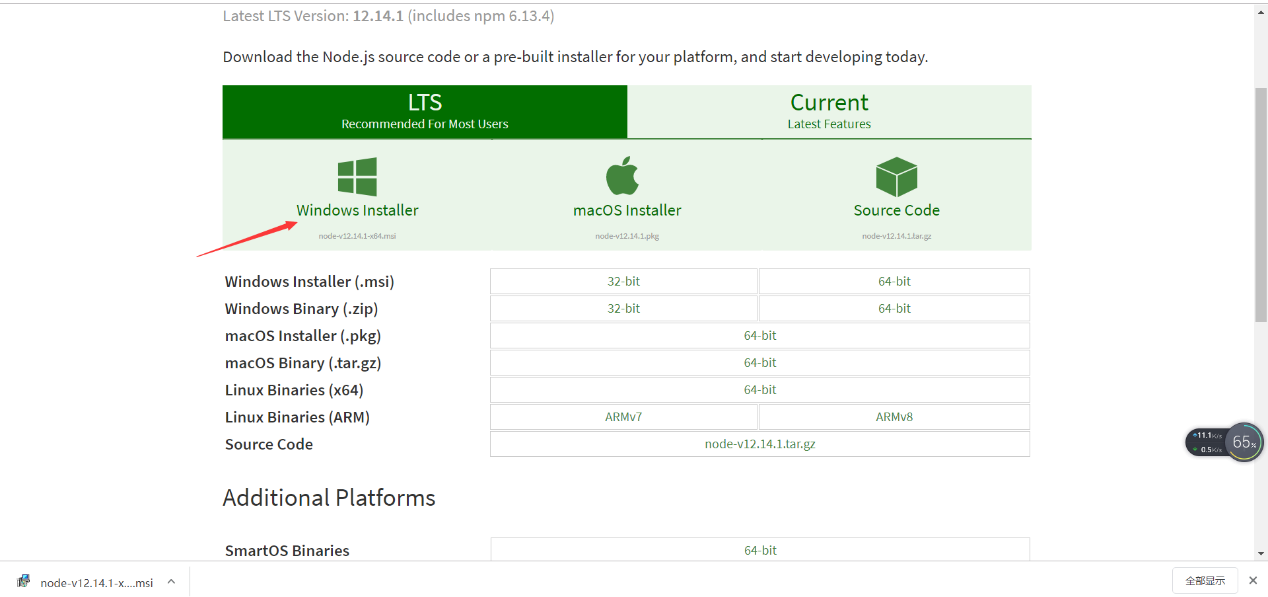 Latest LTS Version: 12.14.1 (includes npm 6.13.4)
Download the Node.js source code or a pre-built installer for your platform, and start developing today.
LTS
Recommended For Most Users
Current
Latest Features
Windows Installer
node-v12.14.1-x64.msi
macOS Installer
node-v12.14.1.pkg
Source Code
node-v12.14.1.tar.gz
Windows Installer (.msi) 32-bit 64-bit
Windows Binary (.zip) 32-bit 64-bit
macOS Installer (.pkg) 64-bit
macOS Binary (.tar.gz) 64-bit
Linux Binaries (x64) 64-bit
Linux Binaries (ARM) ARMv7 ARMv8
Source Code node-v12.14.1.tar.gz
11.1K/s
0.5K/s
65%
Additional Platforms
SmartOS Binaries 64-bit
node-v12.14.1-x....msi
全部显示